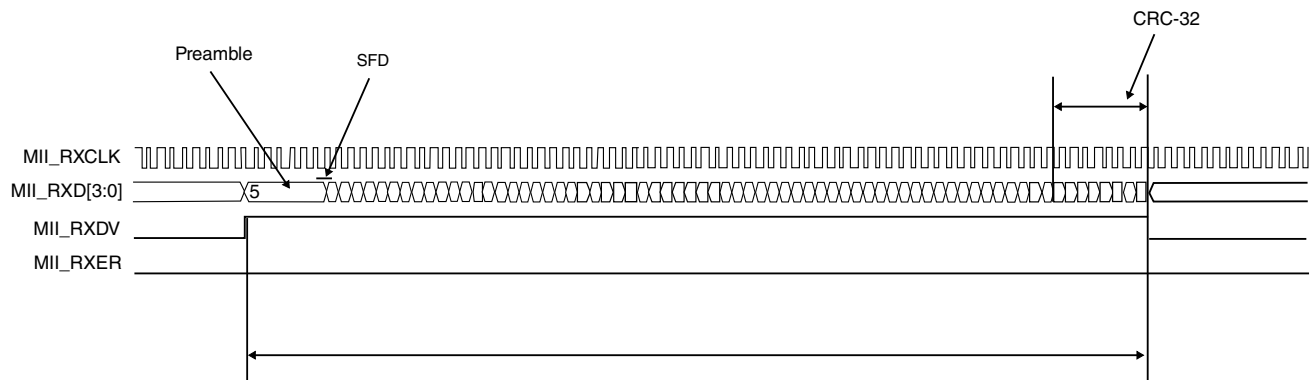 CRC-32
Preamble
SFD
MII_RXCLK
MII_RXD[3:0]
5
MII_RXDV
MII_RXER